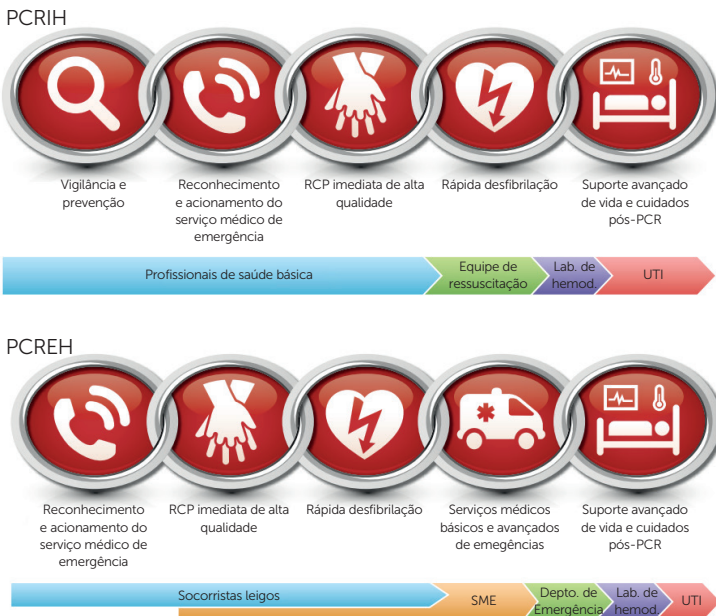 PCRIH
Vigilância e
prevenção
Reconhecimento
e acionamento do
serviço médico de
emergência
RCP imediata de alta
qualidade
Rápida desfibrilação
Suporte avançado
de vida e cuidados
pós-PCR
Profissionais de saúde básica
Equipe de
ressuscitação
Lab. de
hemod.
UTI
PCREH
Reconhecimento
e acionamento do
serviço médico de
emergência
RCP imediata de alta
qualidade
Rápida desfibrilação
Serviços médicos
básicos e avançados
de emegências
Suporte avançado
de vida e cuidados
pós-PCR
Socorristas leigos
SME
Depto. de
Emergência
Lab. de
hemod.
UTI